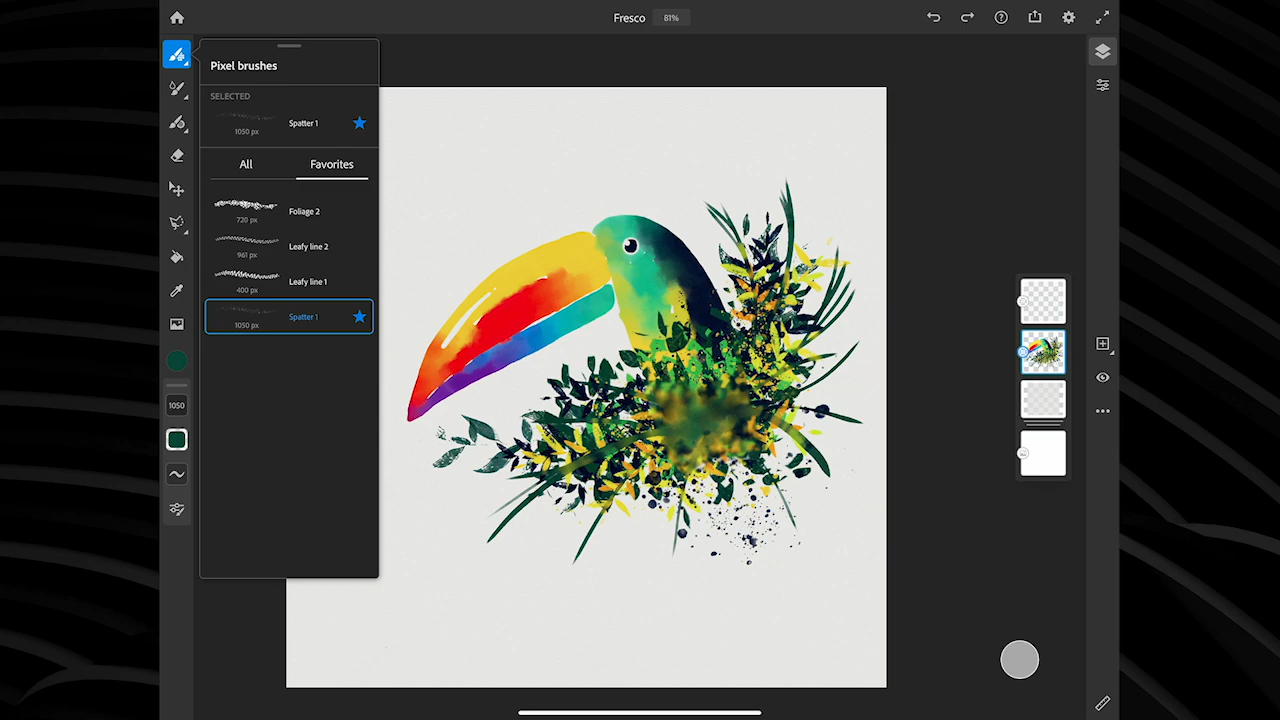 Fresco 81%
Pixel brushes
SELECTED
Spatter 1
1050 px
All Favorites
Foliage 2
720 px
Leafy line 2
961 px
Leafy line 1
400 px
Spatter 1
1050 px
1050